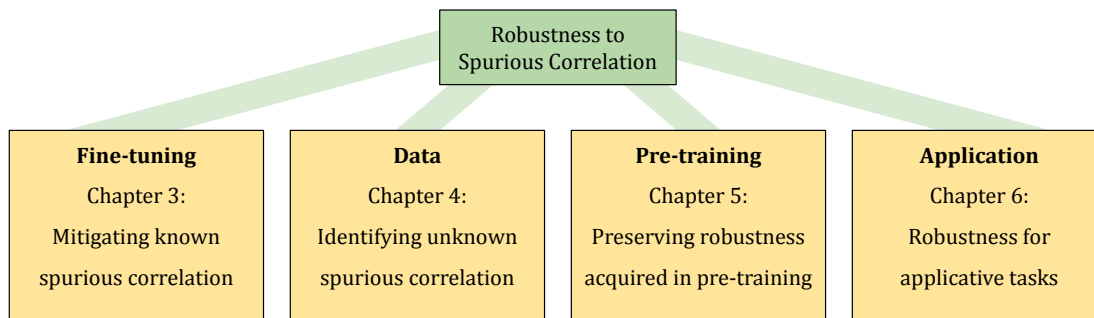 Robustness to
Spurious Correlation
Fine-tuning
Chapter 3:
Mitigating known
spurious correlation
Data
Chapter 4:
Identifying unknown
spurious correlation
Pre-training
Chapter 5:
Preserving robustness
acquired in pre-training
Application
Chapter 6:
Robustness for
applicative tasks